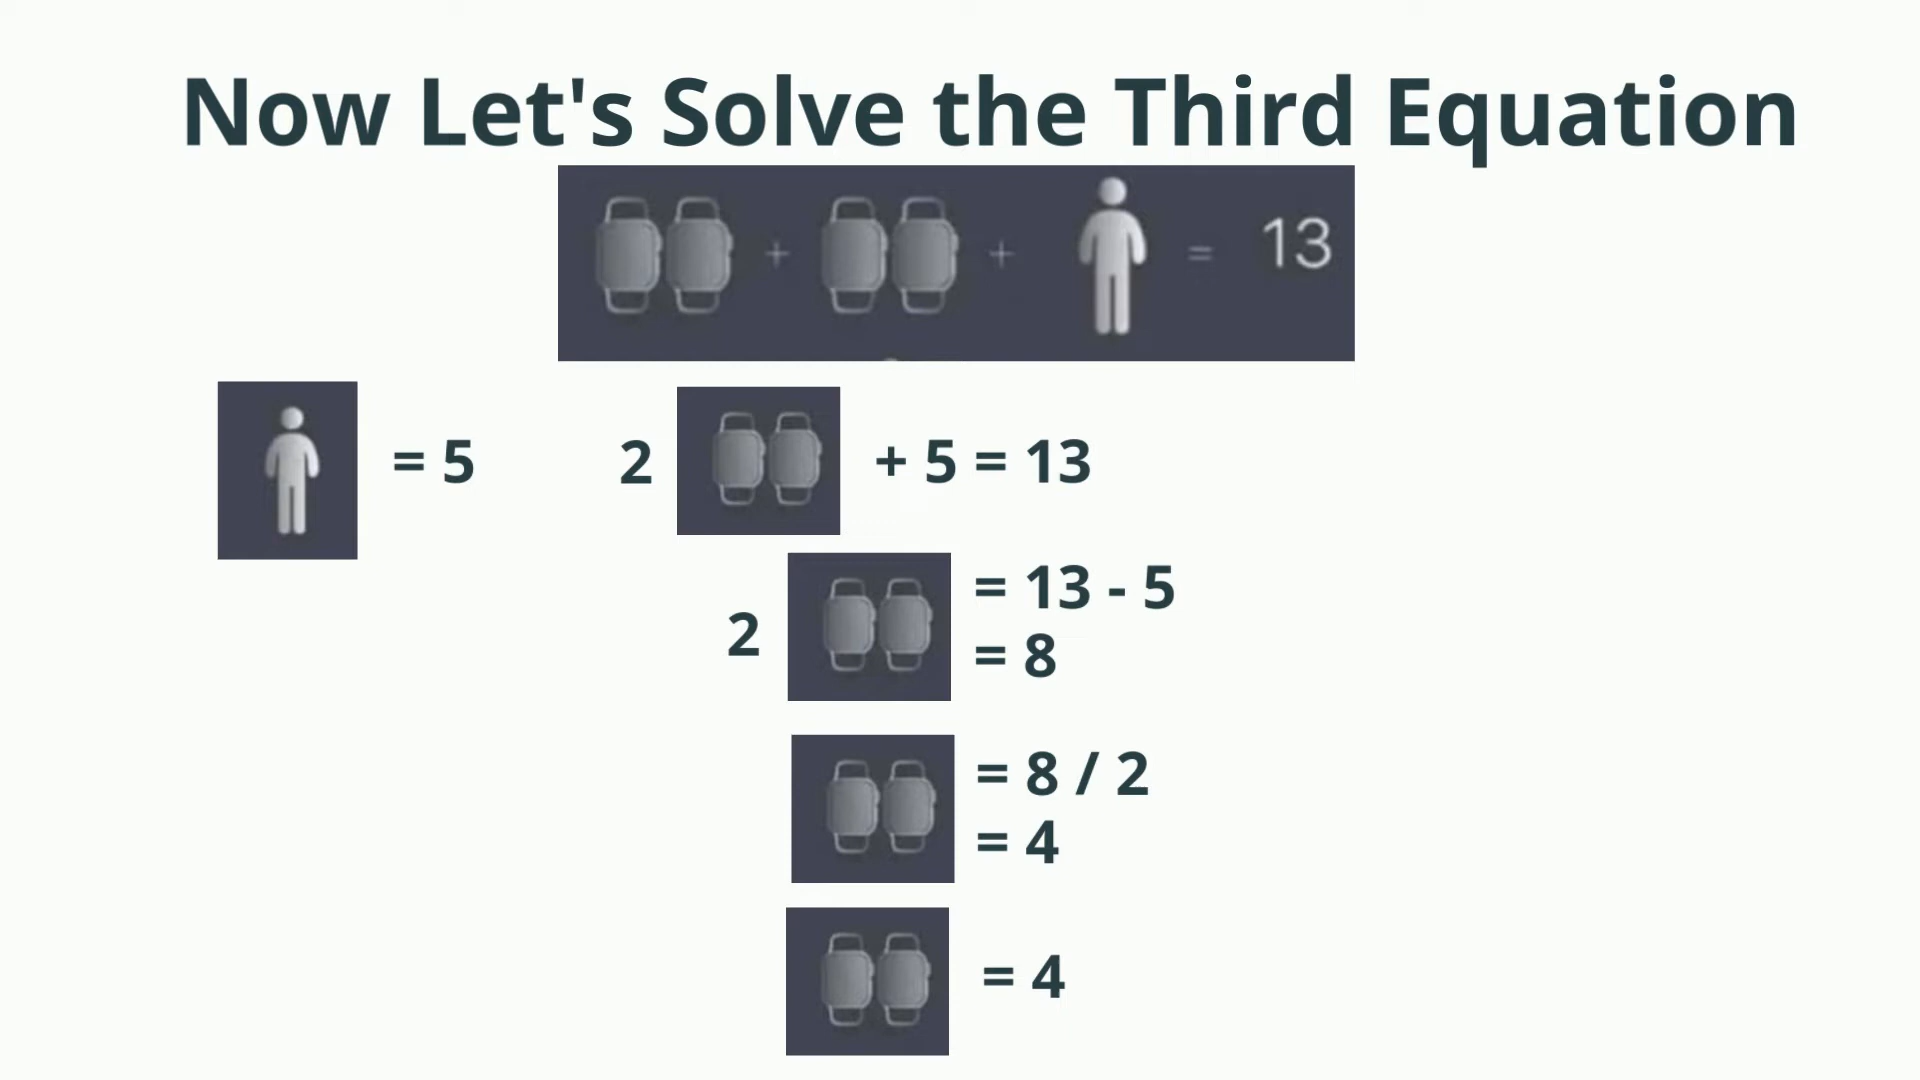 Now Let's Solve the Third Equation
+ + = 13
= 5
2 + 5 = 13
2 = 13 - 5
= 8
= 8 / 2
= 4
= 4